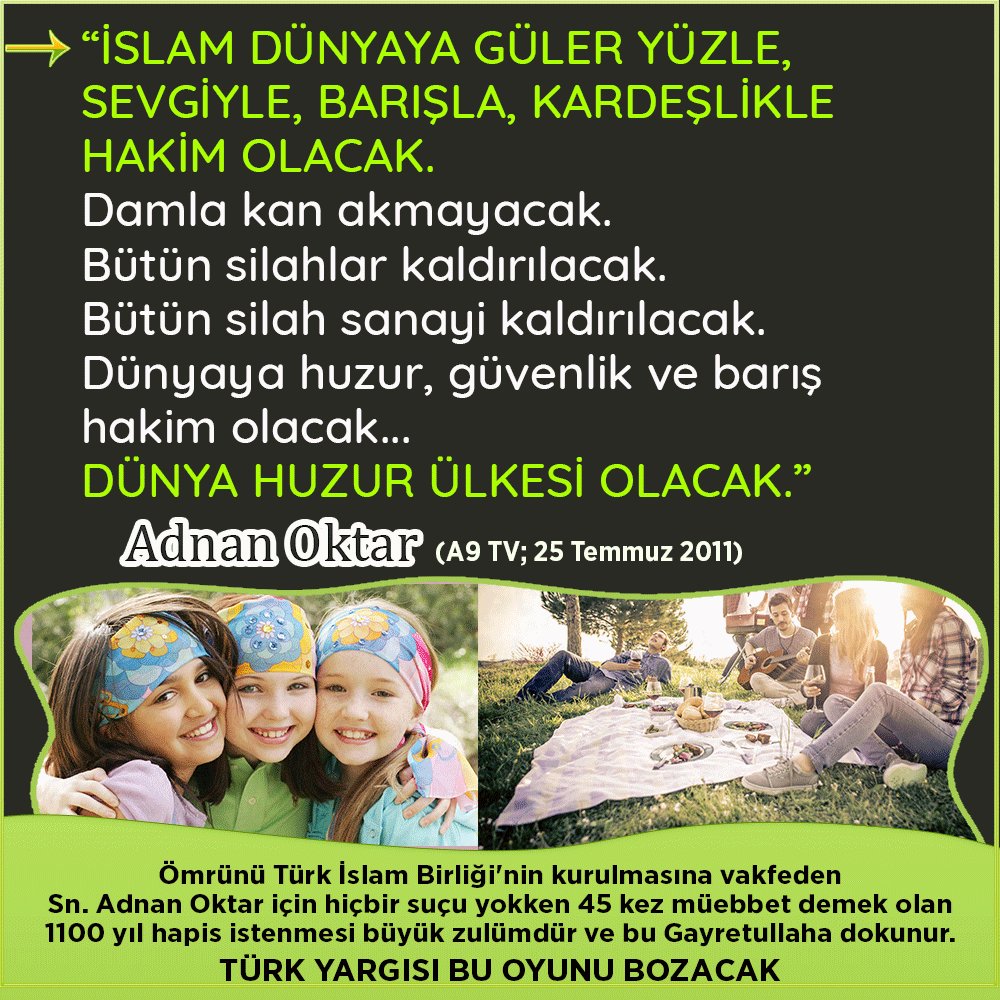 “İSLAM DÜNYAYA GÜLER YÜZLE,
SEVGİYLE, BARIŞLA, KARDEŞLİKLE
HAKİM OLACAK.
Damla kan akmayacak.
Bütün silahlar kaldırılacak.
Bütün silah sanayi kaldırılacak.
Dünyaya huzur, güvenlik ve barış
hakim olacak...
DÜNYA HUZUR ÜLKESİ OLACAK.”
Adnan Oktar (A9 TV; 25 Temmuz 2011)
Ömrünü Türk İslam Birliği'nin kurulmasına vakfeden
Sn. Adnan Oktar için hiçbir suçu yokken 45 kez müebbet demek olan
1100 yıl hapis istenmesi büyük zulümdür ve bu Gayretullaha dokunur.
TÜRK YARGISI BU OYUNU BOZACAK